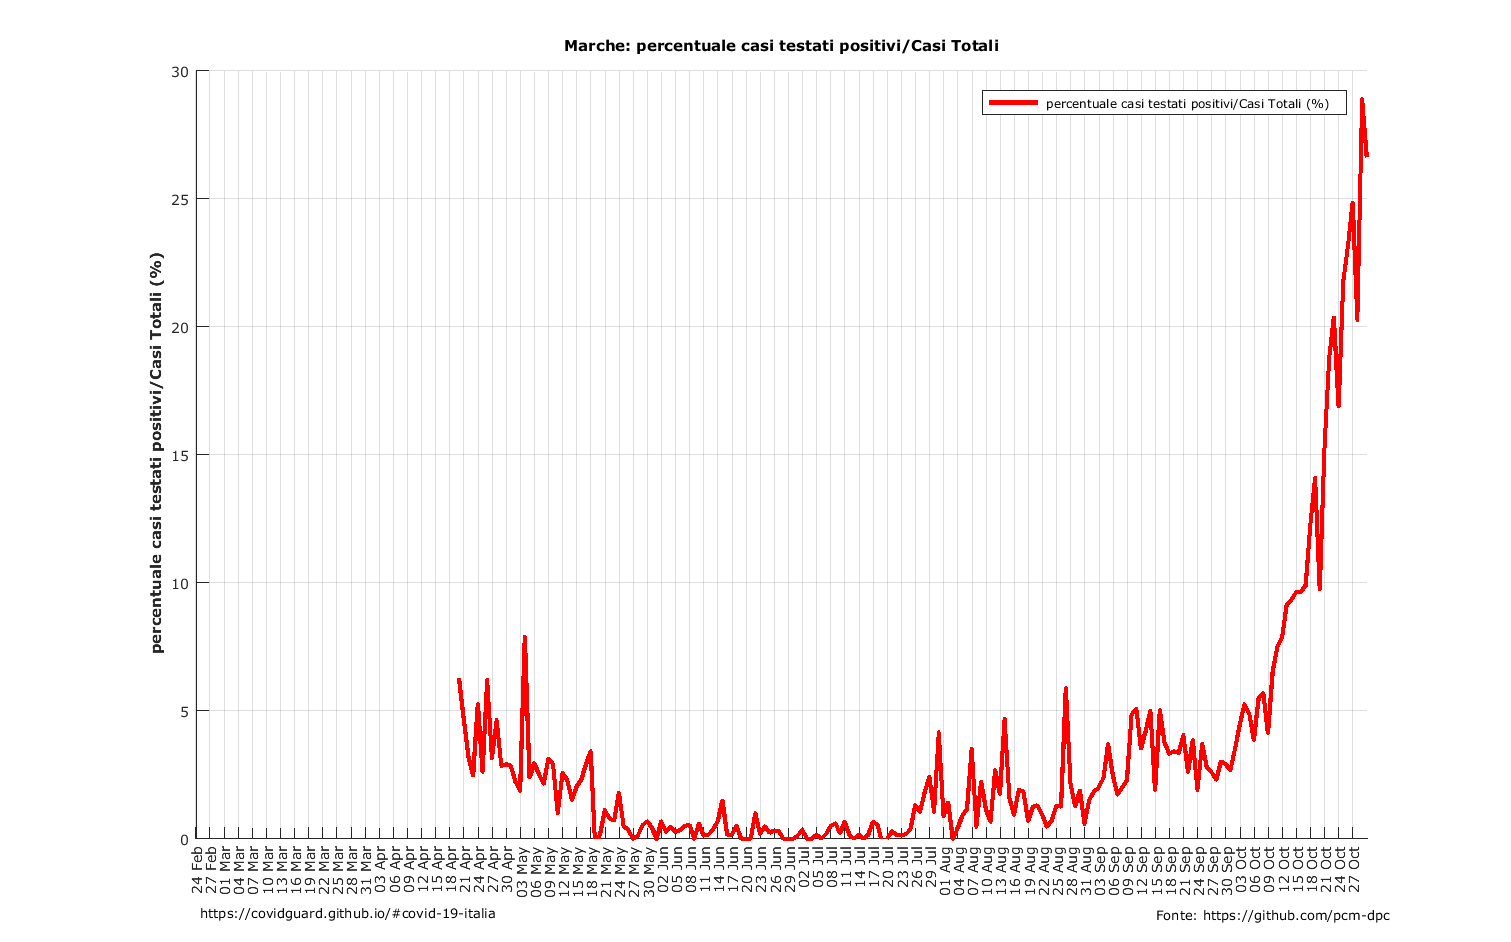 Marche: percentuale casi testati positivi/Casi Totali
percentuale casi testati positivi/Casi Totali (%)
percentuale casi testati positivi/Casi Totali (%)
30
25
20
15
10
5
0
24 Feb
27 Feb
01 Mar
04 Mar
07 Mar
10 Mar
13 Mar
16 Mar
19 Mar
22 Mar
25 Mar
28 Mar
31 Mar
03 Apr
06 Apr
09 Apr
12 Apr
15 Apr
18 Apr
21 Apr
24 Apr
27 Apr
30 Apr
03 May
06 May
09 May
12 May
15 May
18 May
21 May
24 May
27 May
30 May
02 Jun
05 Jun
08 Jun
11 Jun
14 Jun
17 Jun
20 Jun
23 Jun
26 Jun
29 Jun
02 Jul
05 Jul
08 Jul
11 Jul
14 Jul
17 Jul
20 Jul
23 Jul
26 Jul
29 Jul
01 Aug
04 Aug
07 Aug
10 Aug
13 Aug
16 Aug
19 Aug
22 Aug
25 Aug
28 Aug
31 Aug
03 Sep
06 Sep
09 Sep
12 Sep
15 Sep
18 Sep
21 Sep
24 Sep
27 Sep
30 Sep
03 Oct
06 Oct
09 Oct
12 Oct
15 Oct
18 Oct
21 Oct
24 Oct
27 Oct
https://covidguard.github.io/#covid-19-italia
Fonte: https://github.com/pcm-dpc